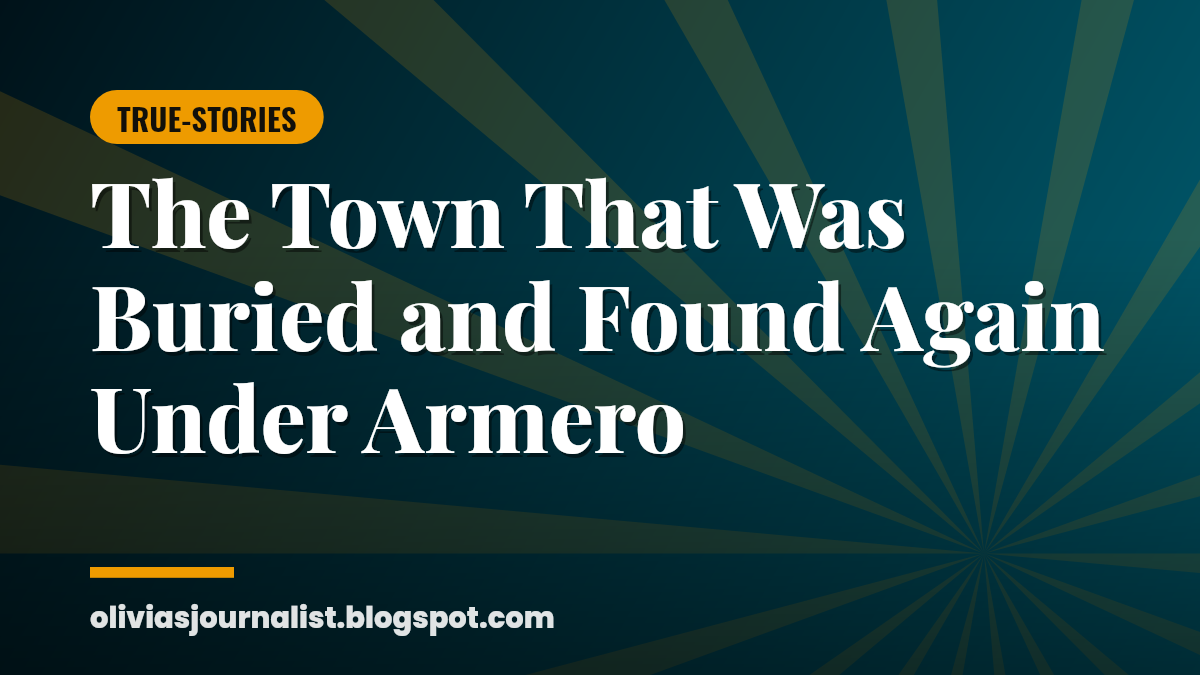 TRUE-STORIES
The Town That Was
Buried and Found Again
Under Armero
oliviasjournalist.blogspot.com